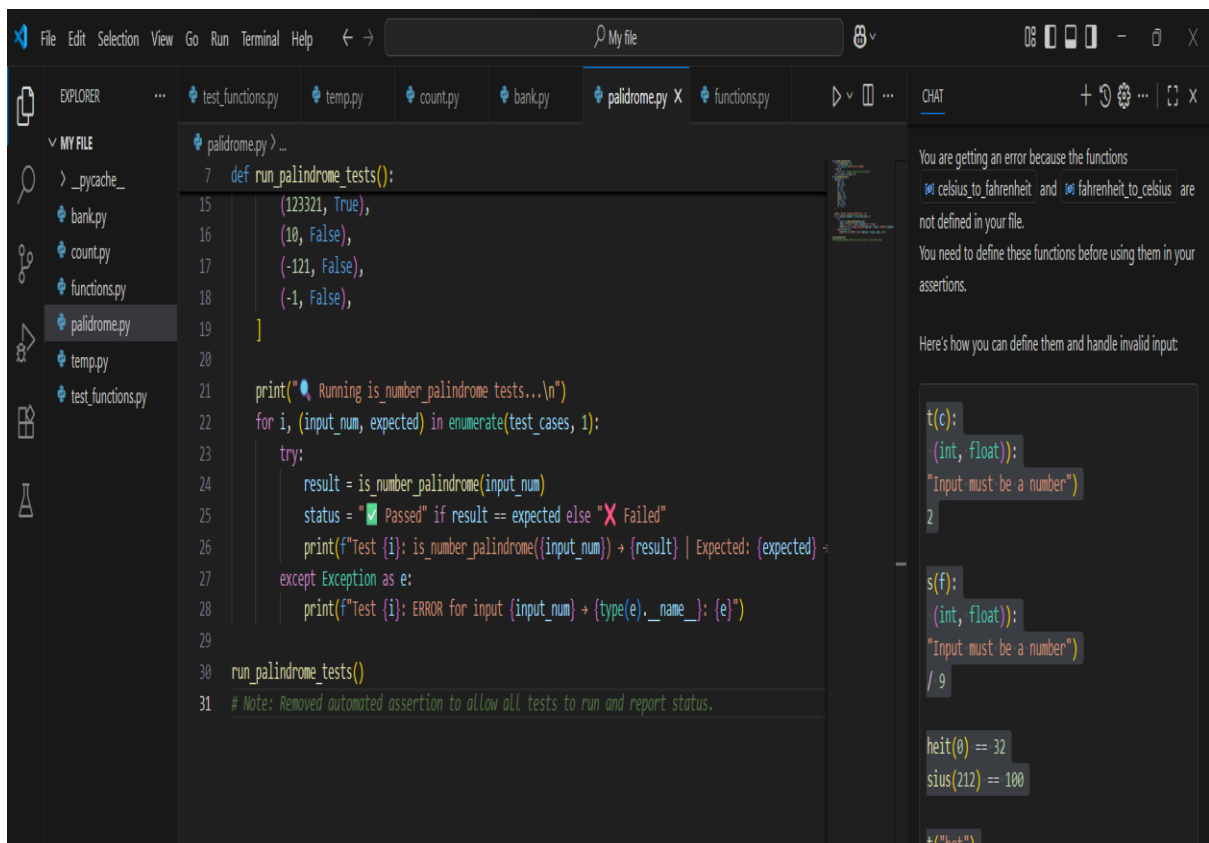 File Edit Selection View Go Run Terminal Help
My file
EXPLORER
MY FILE
_pycache_
bank.py
count.py
functions.py
palidrome.py
temp.py
test_functions.py
test_functions.py temp.py count.py bank.py palidrome.py functions.py
palidrome.py > ...
7 def run_palindrome_tests():
15 (123321, True),
16 (10, False),
17 (-121, False),
18 (-1, False),
19 ]
20
21 print("🔍 Running is_number_palindrome tests...\n")
22 for i, (input_num, expected) in enumerate(test_cases, 1):
23 try:
24 result = is_number_palindrome(input_num)
25 status = "✅ Passed" if result == expected else "❌ Failed"
26 print(f"Test {i}: is_number_palindrome({input_num}) → {result} | Expected: {expected} →
27 except Exception as e:
28 print(f"Test {i}: ERROR for input {input_num} → {type(e).__name__}: {e}")
29
30 run_palindrome_tests()
31 # Note: Removed automated assertion to allow all tests to run and report status.
CHAT
You are getting an error because the functions
celsius_to_fahrenheit and fahrenheit_to_celsius are
not defined in your file.
You need to define these functions before using them in your
assertions.
Here's how you can define them and handle invalid input:
t(c):
(int, float)):
"Input must be a number")
2
s(f):
(int, float)):
"Input must be a number")
/ 9
heit(0) == 32
sius(212) == 100
t("hot")